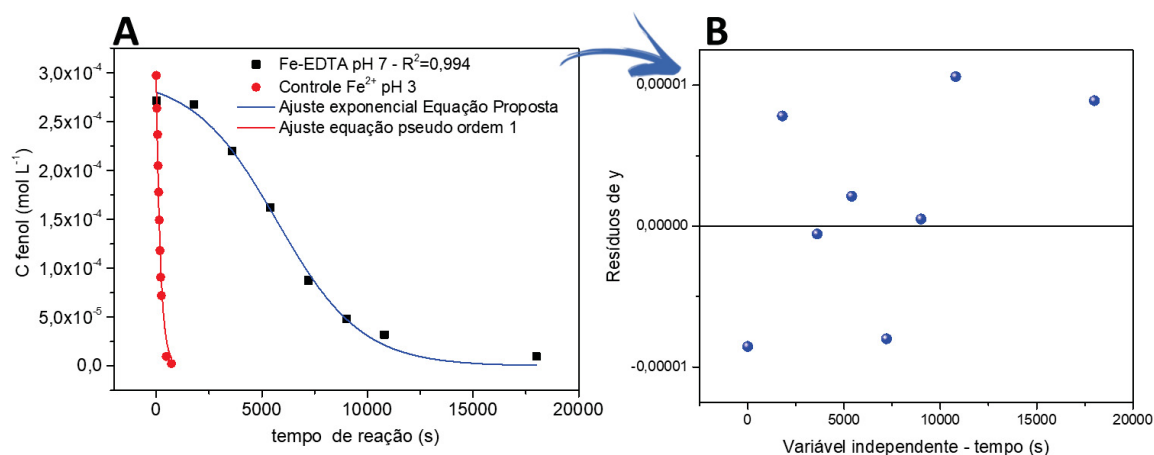 A
C fenol (mol L⁻¹)
3,0x10⁻⁴
2,5x10⁻⁴
2,0x10⁻⁴
1,5x10⁻⁴
1,0x10⁻⁴
5,0x10⁻⁵
0,0
Fe-EDTA pH 7 - R²=0,994
Controle Fe²⁺ pH 3
Ajuste exponencial Equação Proposta
Ajuste equação pseudo ordem 1
0 5000 10000 15000 20000
tempo de reação (s)
B
Resíduos de y
0,00001
0,00000
-0,00001
0 5000 10000 15000 20000
Variável independente - tempo (s)